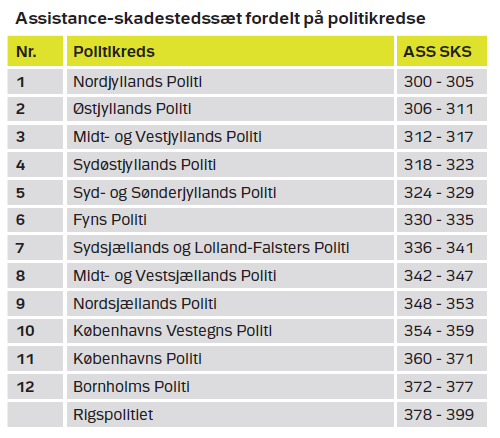 Assistance-skadestedssæt fordelt på politikredse
Nr. Politikreds ASS SKS
1 Nordjyllands Politi 300 - 305
2 Østjyllands Politi 306 - 311
3 Midt- og Vestjyllands Politi 312 - 317
4 Sydøstjyllands Politi 318 - 323
5 Syd- og Sønderjyllands Politi 324 - 329
6 Fyns Politi 330 - 335
7 Sydsjællands og Lolland-Falsters Politi 336 - 341
8 Midt- og Vestsjællands Politi 342 - 347
9 Nordsjællands Politi 348 - 353
10 Københavns Vestegns Politi 354 - 359
11 Københavns Politi 360 - 371
12 Bornholms Politi 372 - 377
Rigspolitiet 378 - 399